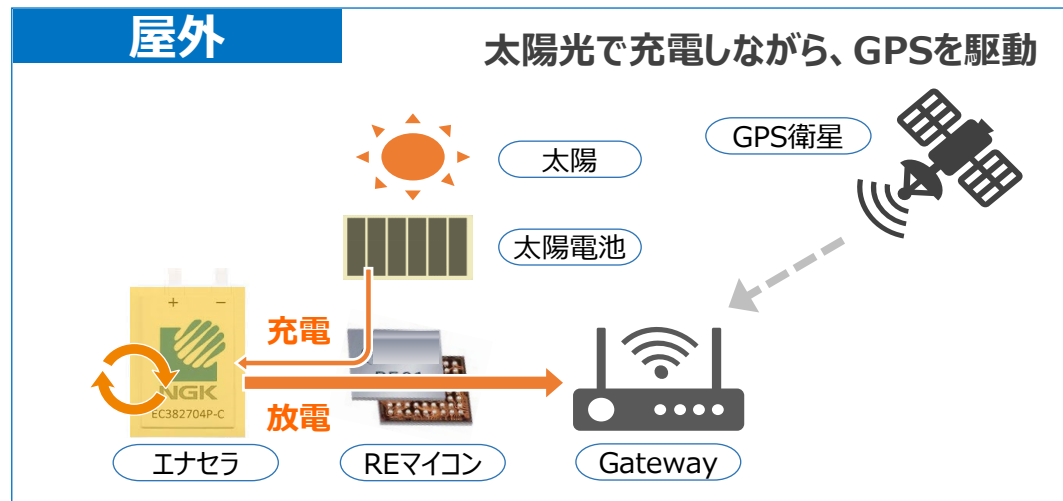 屋外
太陽光で充電しながら、GPSを駆動
GPS衛星
太陽
太陽電池
+ −
充電
NGK
EC382704P-C
放電
エナセラ
REマイコン
Gateway